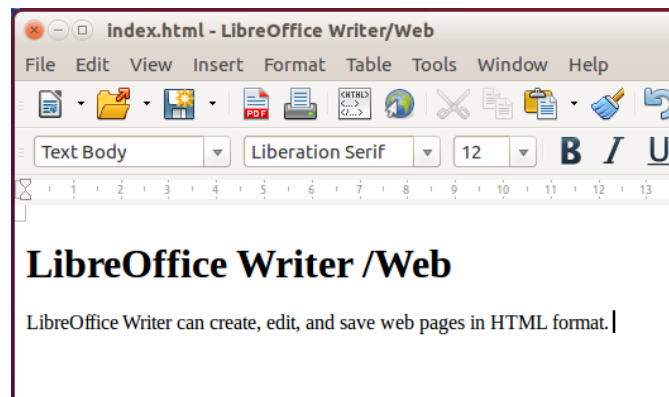 index.html - LibreOffice Writer/Web
File Edit View Insert Format Table Tools Window Help
PDF <HTML> <...> </...>
Text Body Liberation Serif 12 B I U
1 2 3 4 5 6 7 8 9 10 11 12 13
LibreOffice Writer /Web
LibreOffice Writer can create, edit, and save web pages in HTML format.